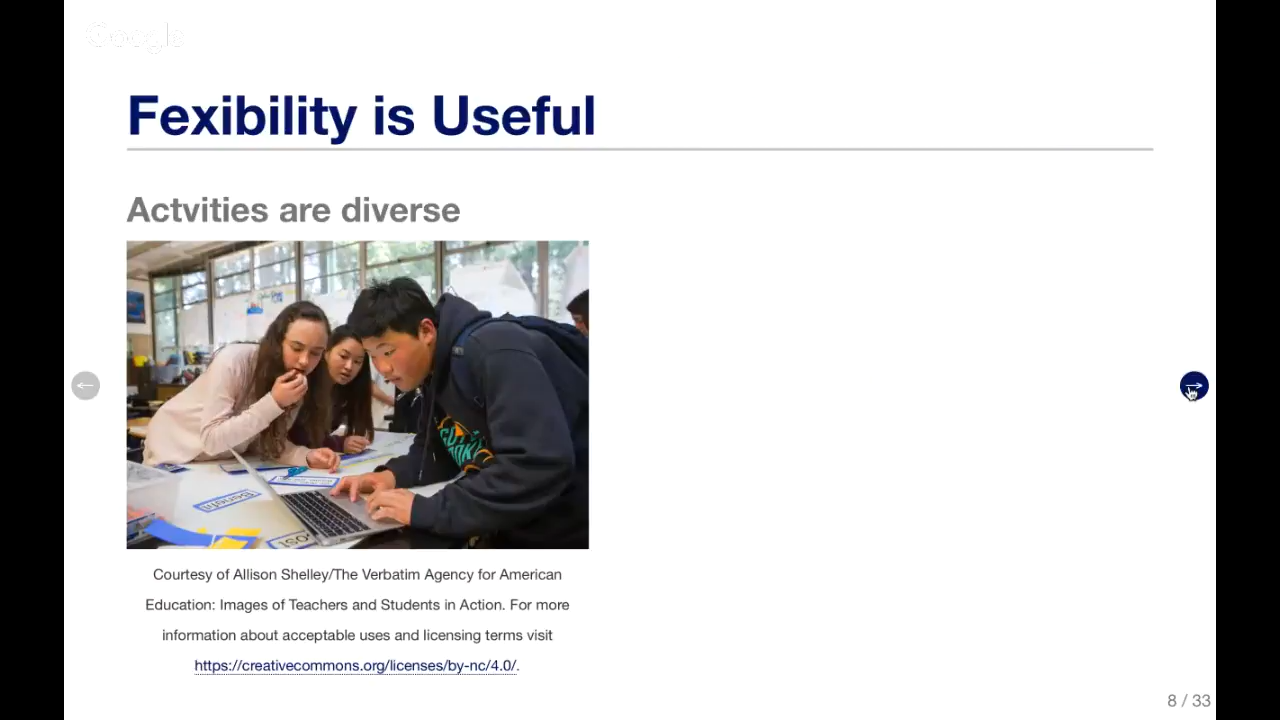 Google
Fexibility is Useful
Actvities are diverse
Benefit
Courtesy of Allison Shelley/The Verbatim Agency for American
Education: Images of Teachers and Students in Action. For more
information about acceptable uses and licensing terms visit
https://creativecommons.org/licenses/by-nc/4.0/.
8 / 33